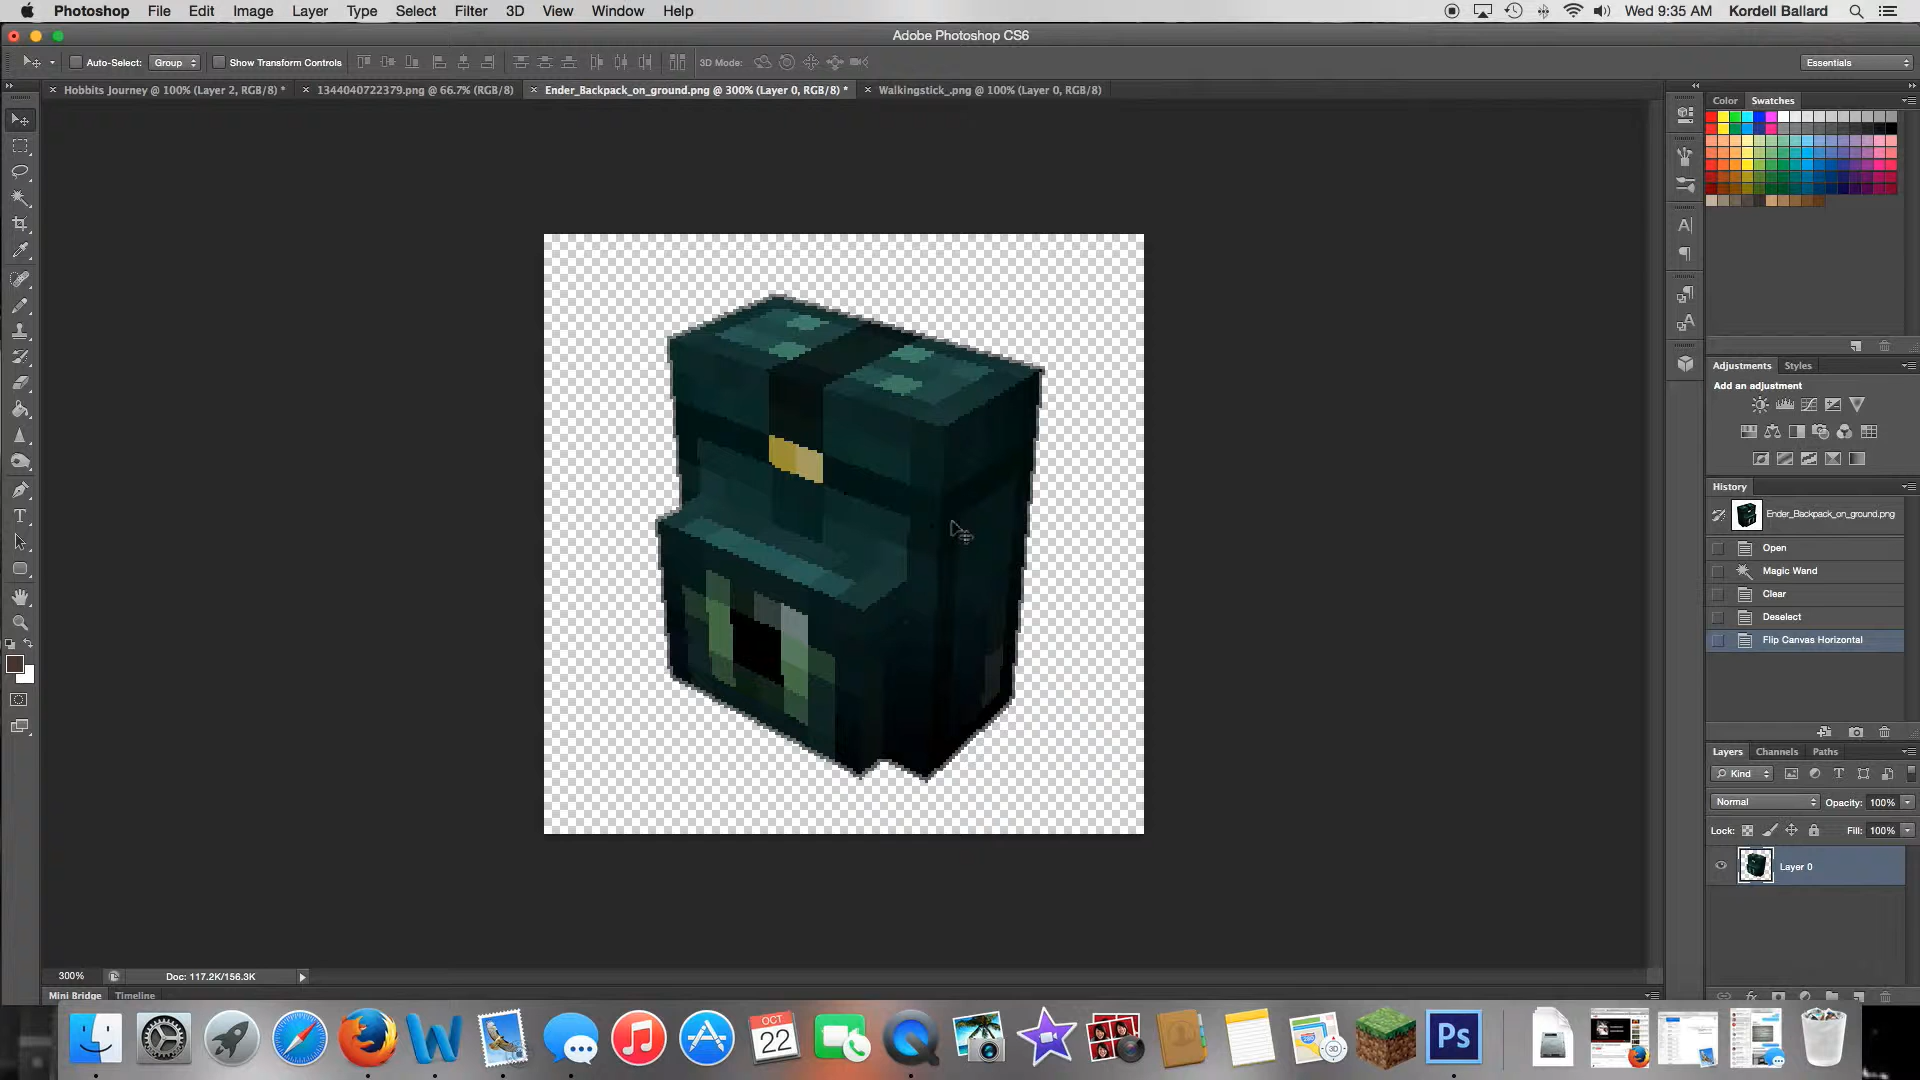 Photoshop File Edit Image Layer Type Select Filter 3D View Window Help Wed 9:35 AM Kordell Ballard
Adobe Photoshop CS6
Auto-Select: Group Show Transform Controls 3D Mode: Essentials
Hobbits Journey @ 100% (Layer 2, RGB/8) * 1344040722379.png @ 66.7% (RGB/8) Ender_Backpack_on_ground.png @ 300% (Layer 0, RGB/8) * Walkingstick_.png @ 100% (Layer 0, RGB/8)
Color Swatches
Adjustments Styles
Add an adjustment
History
Ender_Backpack_on_ground.png
Open
Magic Wand
Clear
Deselect
Flip Canvas Horizontal
Layers Channels Paths
Kind
Normal Opacity: 100%
Lock: Fill: 100%
Layer 0
300% Doc: 117.2K/156.3K
Mini Bridge Timeline
OCT
22
W
Ps
3D